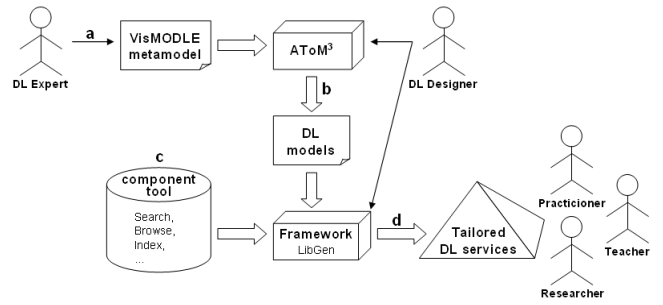 a
VisMODLE
metamodel
AToM³
DL Expert
DL Designer
b
DL
models
c
component
tool
Search,
Browse,
Index,
...
Framework
LibGen
d
Tailored
DL services
Practicioner
Teacher
Researcher